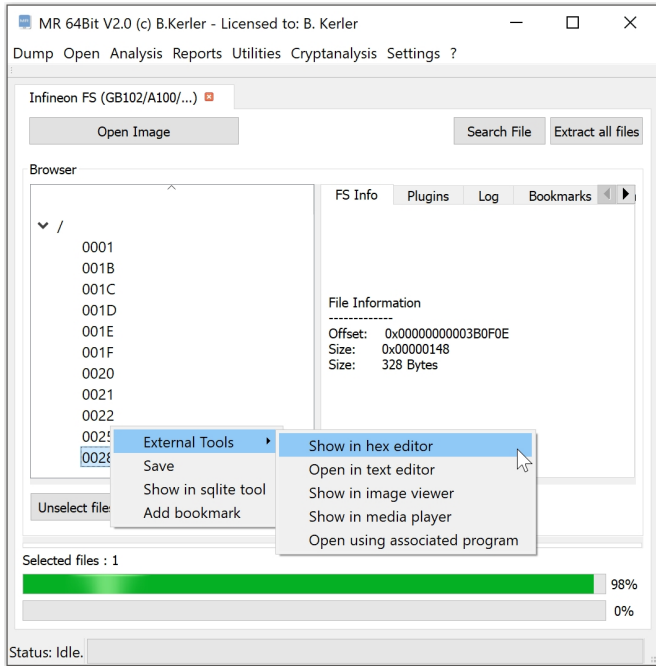 MR 64Bit V2.0 (c) B.Kerler - Licensed to: B. Kerler
Dump Open Analysis Reports Utilities Cryptanalysis Settings ?
Infineon FS (GB102/A100/...)
Open Image
Search File
Extract all files
Browser
FS Info Plugins Log Bookmarks
/
0001
001B
001C
001D
001E
001F
0020
0021
0022
File Information
-------------
Offset: 0x00000000003B0F0E
Size: 0x00000148
Size: 328 Bytes
External Tools
Save
Show in sqlite tool
Add bookmark
Show in hex editor
Open in text editor
Show in image viewer
Show in media player
Open using associated program
Unselect file
Selected files : 1
98%
0%
Status: Idle.